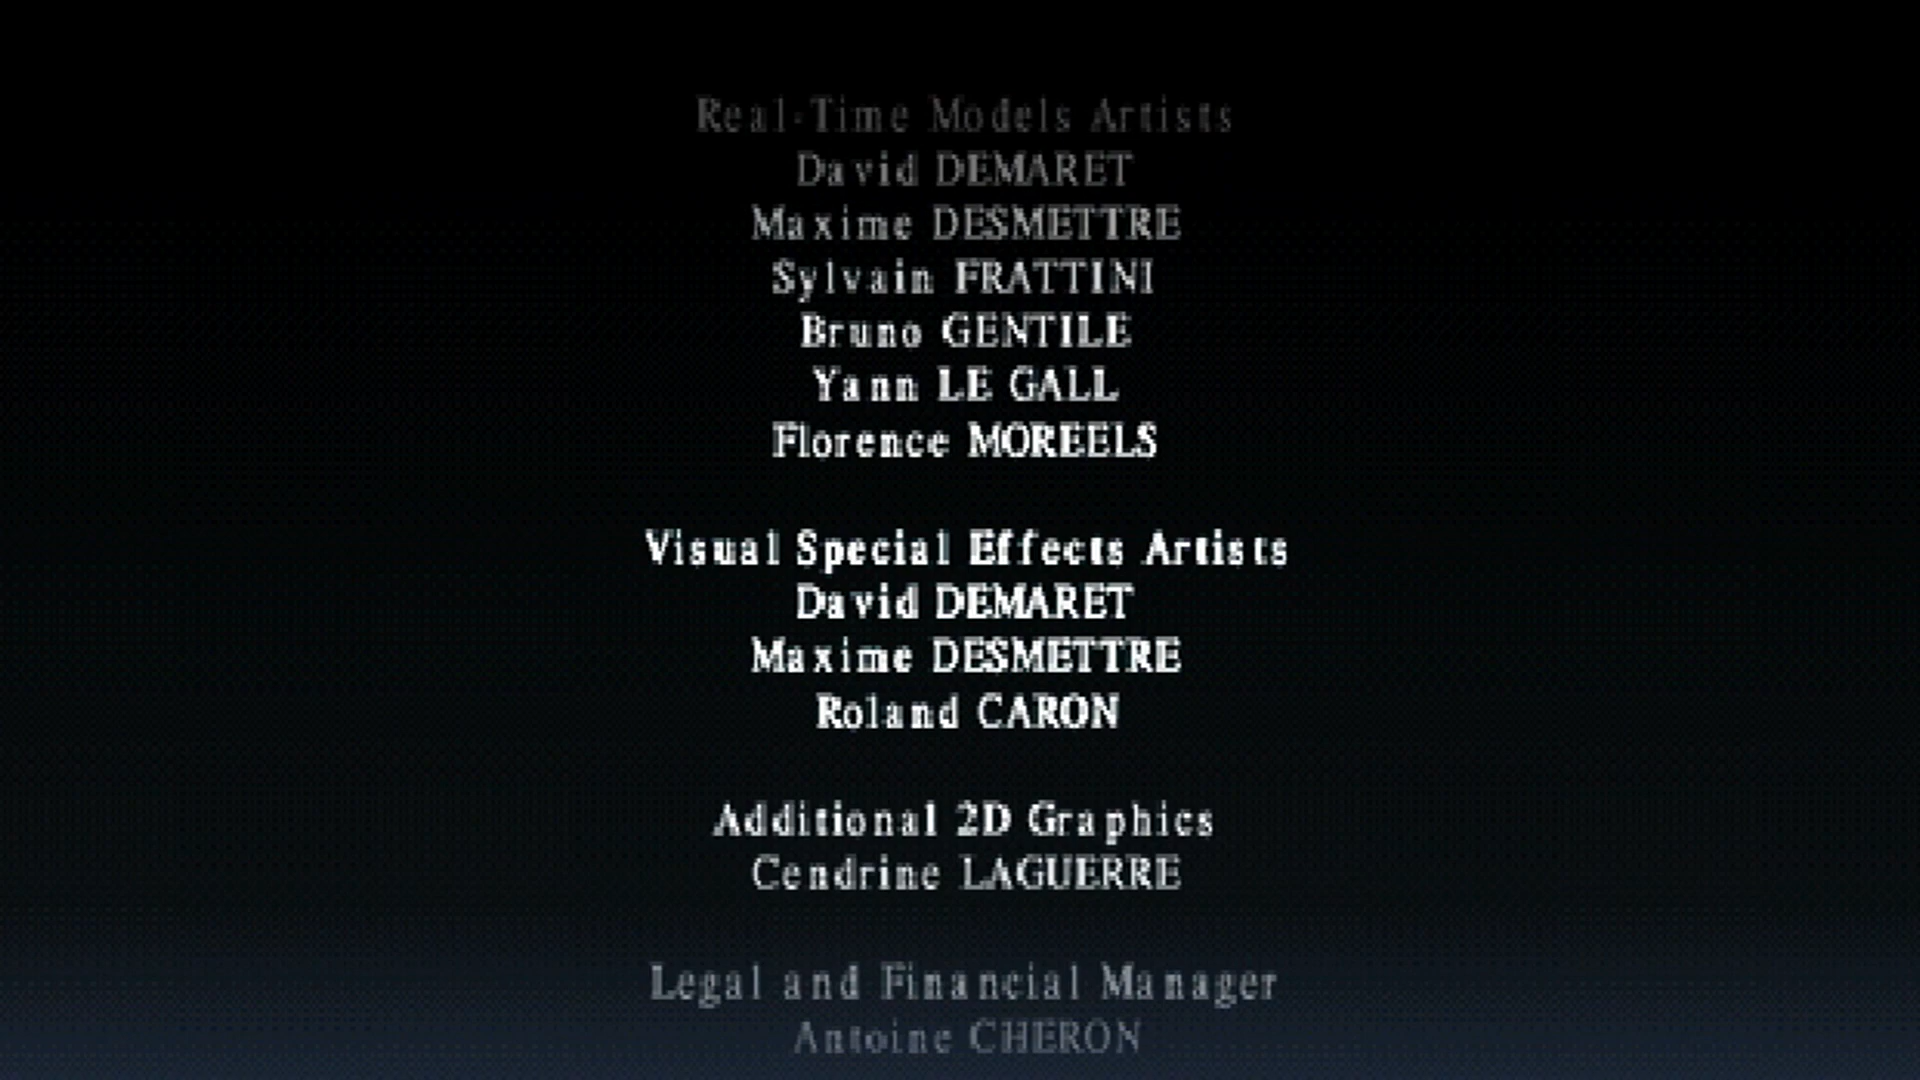 Real-Time Models Artists
David DEMARET
Maxime DESMETTRE
Sylvain FRATTINI
Bruno GENTILE
Yann LE GALL
Florence MOREELS
Visual Special Effects Artists
David DEMARET
Maxime DESMETTRE
Roland CARON
Additional 2D Graphics
Cendrine LAGUERRE
Legal and Financial Manager
Antoine CHERON